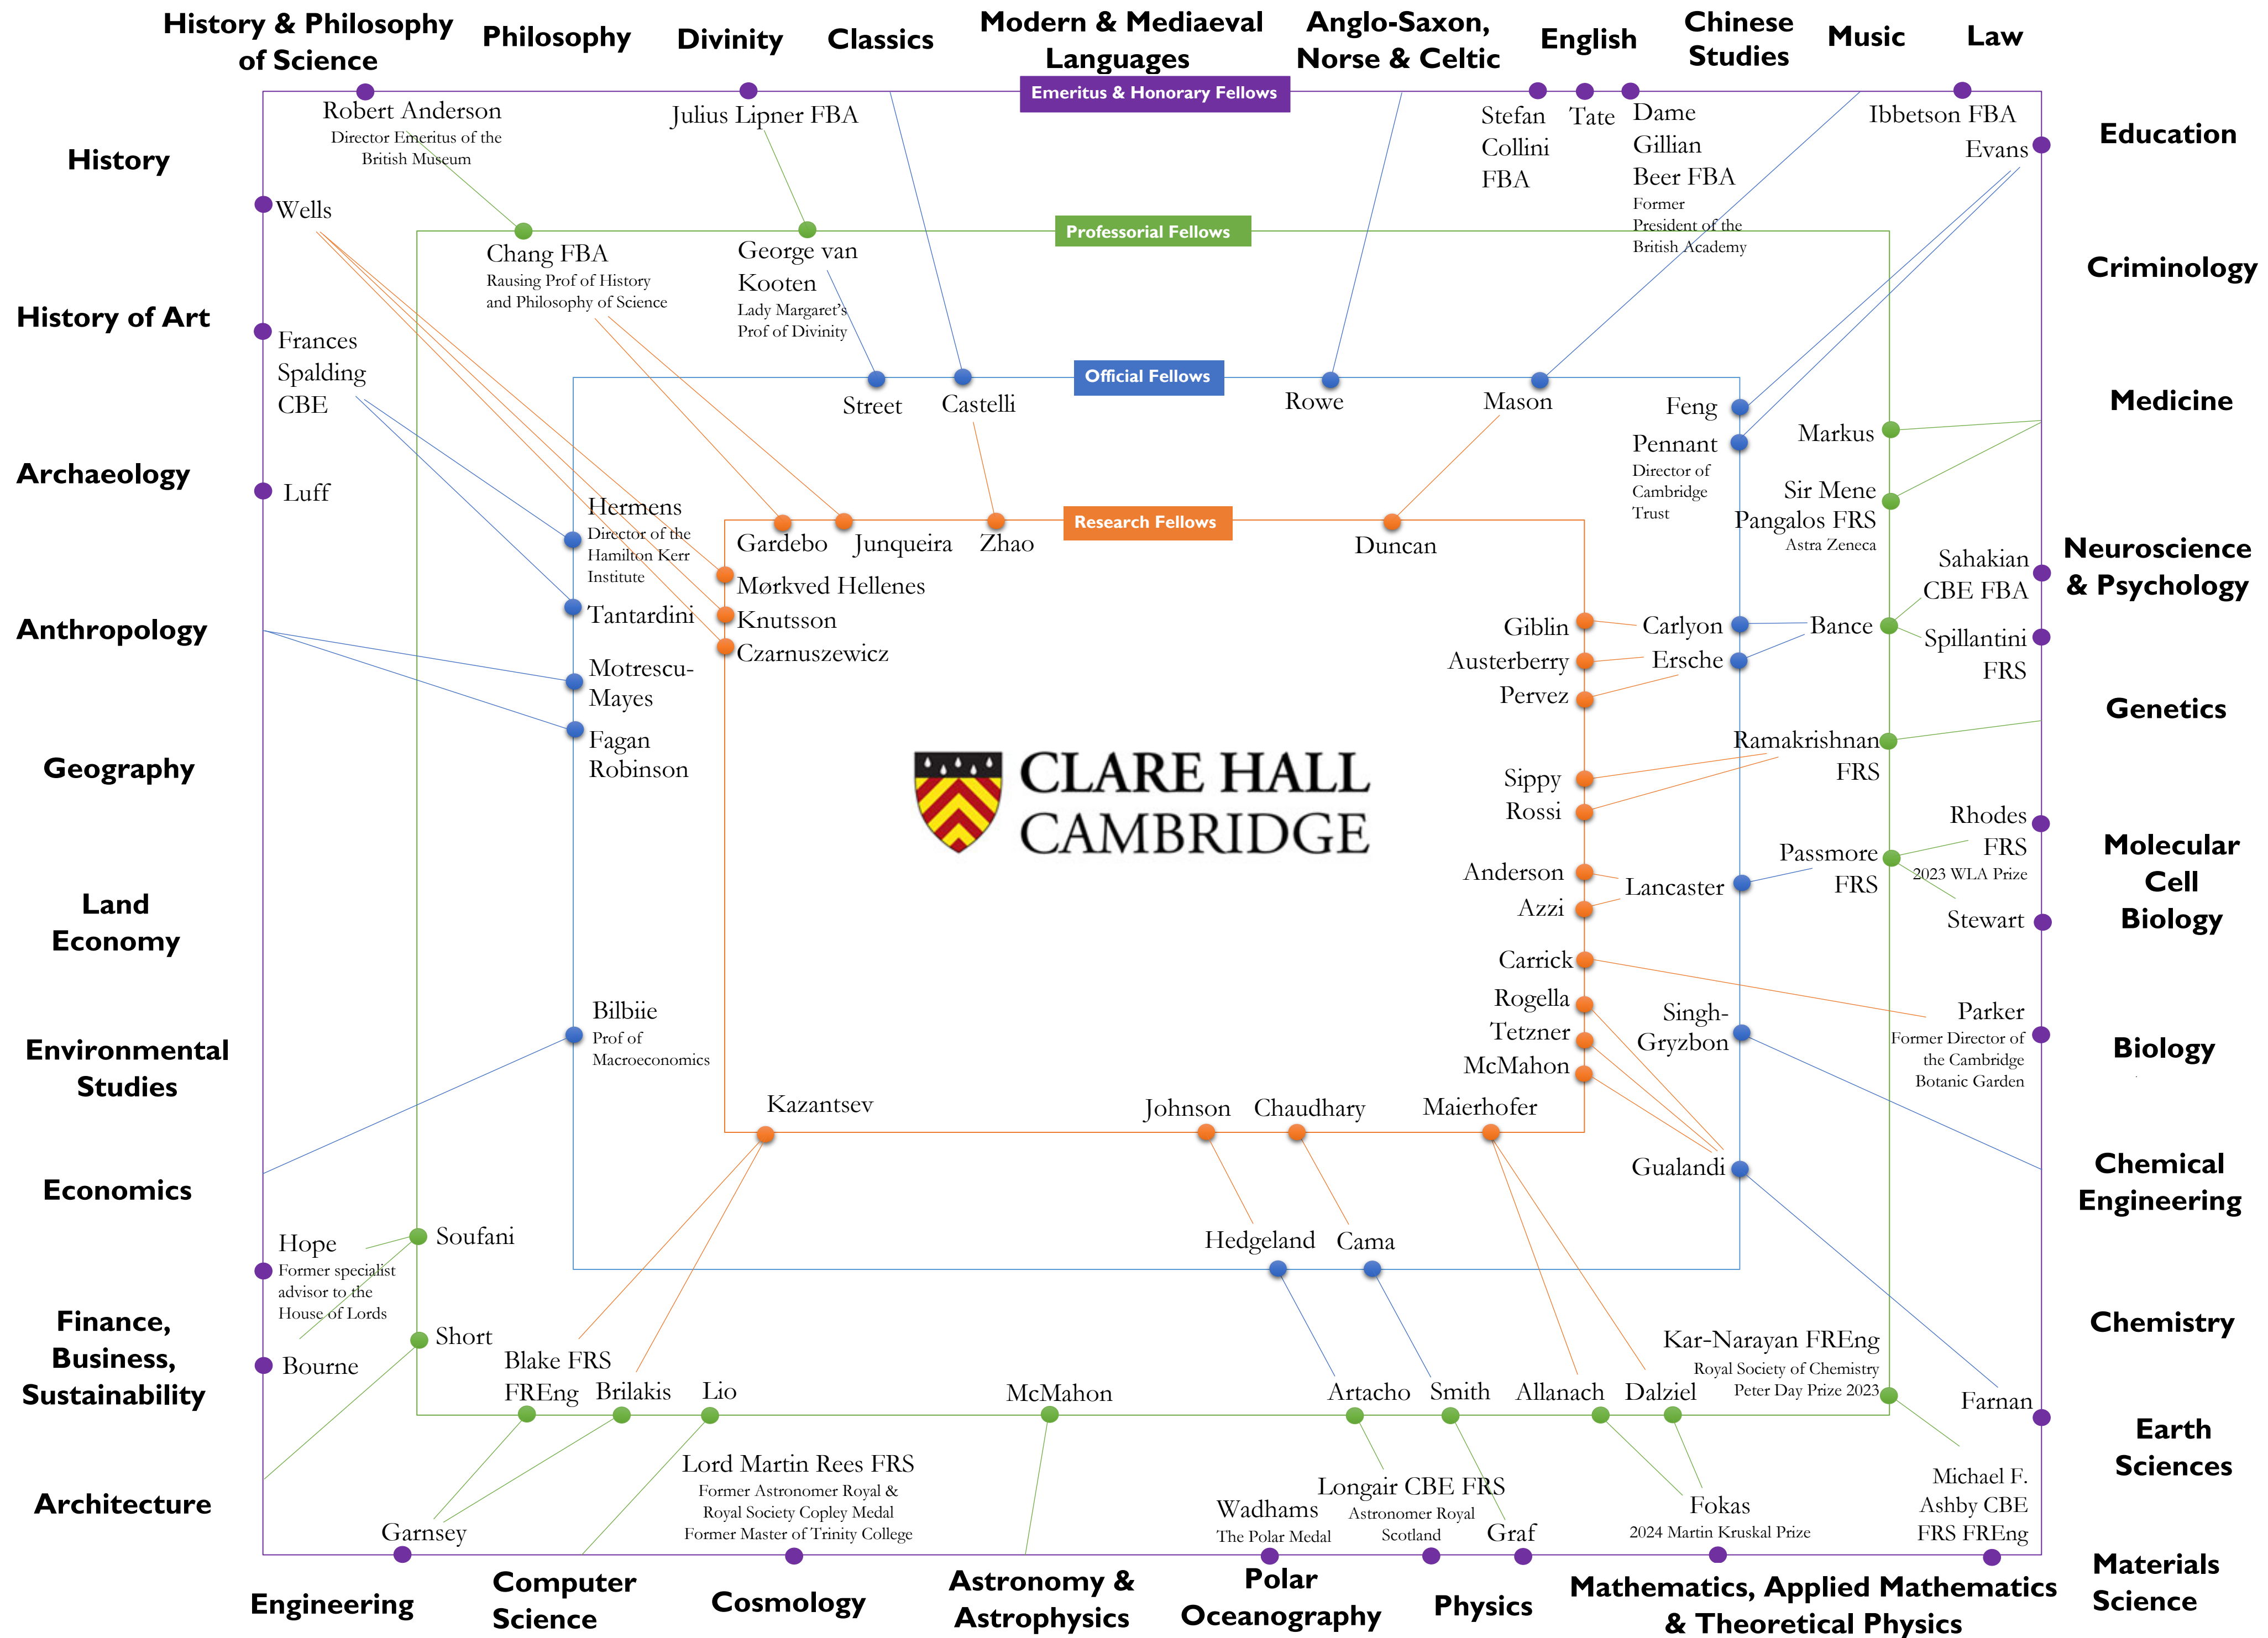 History & Philosophy
of Science
Philosophy
Divinity
Classics
Modern & Mediaeval
Languages
Anglo-Saxon,
Norse & Celtic
English
Chinese
Studies
Music
Law
Emeritus & Honorary Fellows
Robert Anderson
Director Emeritus of the
British Museum
Julius Lipner FBA
Stefan
Collini
FBA
Tate
Dame
Gillian
Beer FBA
Former
President of the
British Academy
Ibbetson FBA
Evans
Education
Criminology
Medicine
Neuroscience
& Psychology
Genetics
Molecular
Cell
Biology
Biology
Chemical
Engineering
Chemistry
Earth
Sciences
Materials
Science
History
History of Art
Archaeology
Anthropology
Geography
Land
Economy
Environmental
Studies
Economics
Finance,
Business,
Sustainability
Architecture
Wells
Frances
Spalding
CBE
Luff
Hope
Former specialist
advisor to the
House of Lords
Bourne
Professorial Fellows
Chang FBA
Rausing Prof of History
and Philosophy of Science
George van
Kooten
Lady Margaret's
Prof of Divinity
Official Fellows
Street
Castelli
Rowe
Mason
Feng
Pennant
Director of
Cambridge
Trust
Markus
Sir Mene
Pangalos FRS
Astra Zeneca
Sahakian
CBE FBA
Spillantini
FRS
Hermens
Director of the
Hamilton Kerr
Institute
Tantardini
Motrescu-
Mayes
Fagan
Robinson
Bilbiie
Prof of
Macroeconomics
Research Fellows
Gardebo
Junqueira
Zhao
Duncan
Mørkved Hellenes
Knutsson
Czarnuszewicz
CLARE HALL
CAMBRIDGE
Giblin
Austerberry
Pervez
Sippy
Rossi
Anderson
Azzi
Carrick
Rogella
Tetzner
McMahon
Carlyon
Ersche
Bance
Ramakrishnan
FRS
Lancaster
Passmore
FRS
Rhodes
FRS
2023 WLA Prize
Stewart
Singh-
Gryzbon
Parker
Former Director of
the Cambridge
Botanic Garden
Gualandi
Kazantsev
Johnson
Chaudhary
Maierhofer
Hedgeland
Cama
Soufani
Short
Blake FRS
FREng
Brilakis
Lio
McMahon
Artacho
Smith
Allanach
Dalziel
Kar-Narayan FREng
Royal Society of Chemistry
Peter Day Prize 2023
Farnan
Garnsey
Lord Martin Rees FRS
Former Astronomer Royal &
Royal Society Copley Medal
Former Master of Trinity College
Wadhams
The Polar Medal
Longair CBE FRS
Astronomer Royal
Scotland
Graf
Fokas
2024 Martin Kruskal Prize
Michael F.
Ashby CBE
FRS FREng
Engineering
Computer
Science
Cosmology
Astronomy &
Astrophysics
Polar
Oceanography
Physics
Mathematics, Applied Mathematics
& Theoretical Physics